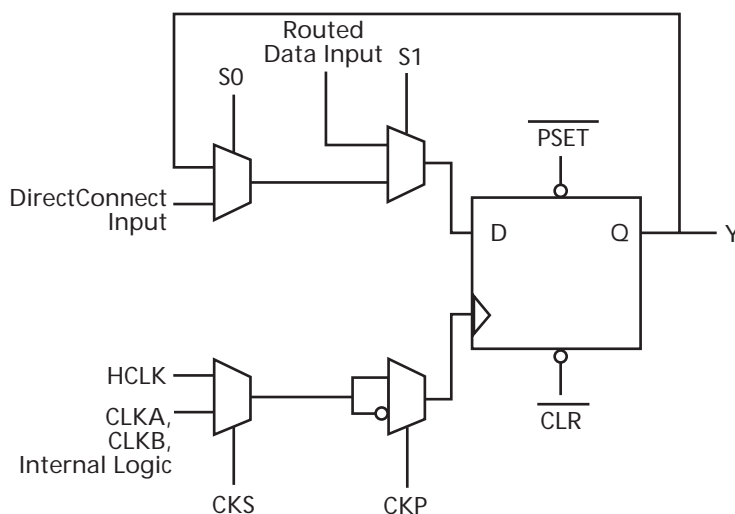 Routed
Data Input
S1
S0
PSET
DirectConnect
Input
D
Q
Y
HCLK
CLKA,
CLKB,
Internal Logic
CLR
CKS
CKP